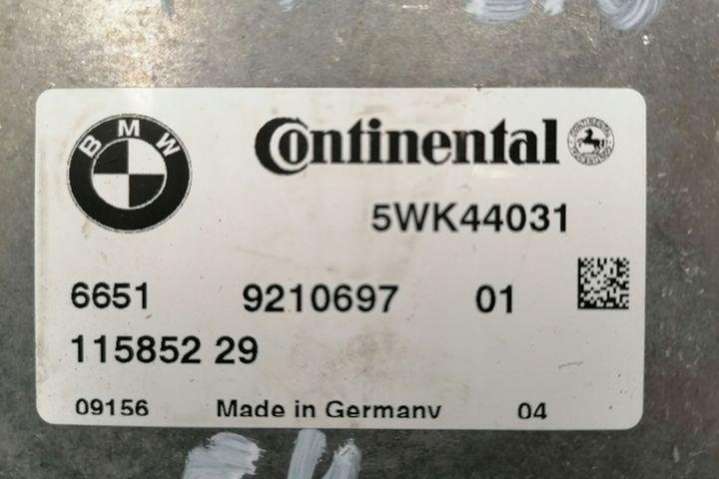 BMW
Continental
5WK44031
6651 9210697 01
115852 29
09156 Made in Germany 04